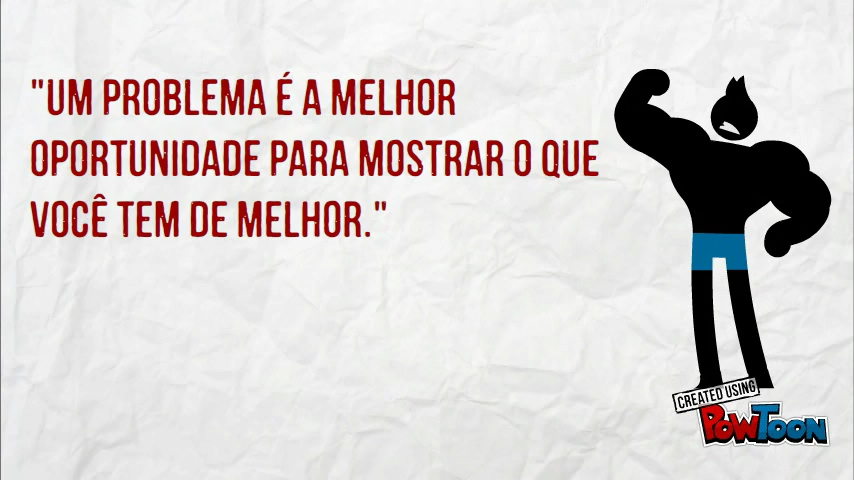 "UM PROBLEMA É A MELHOR
OPORTUNIDADE PARA MOSTRAR O QUE
VOCÊ TEM DE MELHOR."
CREATED USING
POWTOON